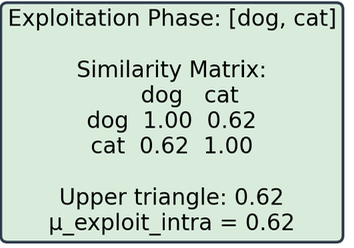 Exploitation Phase: [dog, cat]
Similarity Matrix:
dog cat
dog 1.00 0.62
cat 0.62 1.00
Upper triangle: 0.62
μ_exploit_intra = 0.62